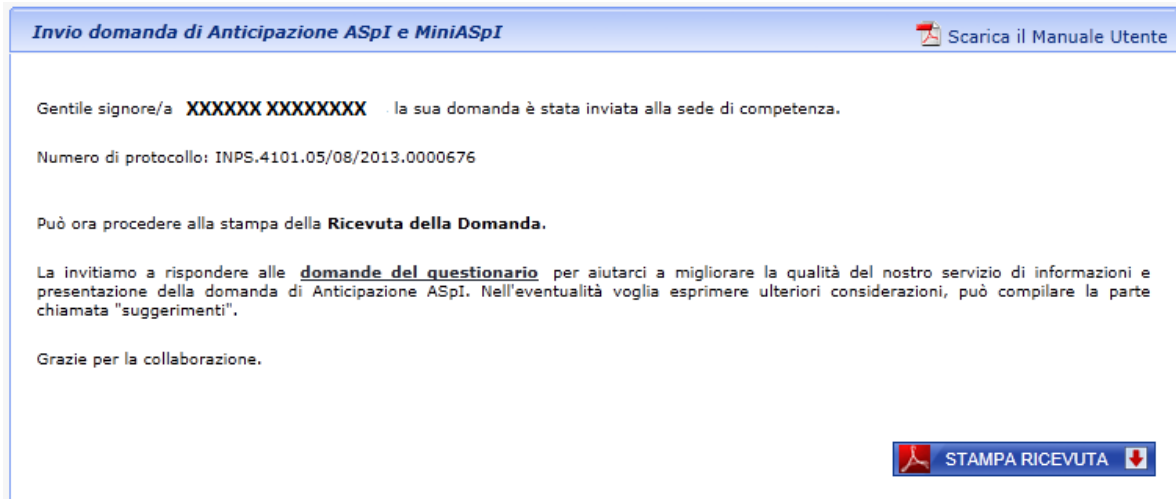 Invio domanda di Anticipazione ASpI e MiniASpI
Scarica il Manuale Utente
Gentile signore/a XXXXXX XXXXXXXX la sua domanda è stata inviata alla sede di competenza.
Numero di protocollo: INPS.4101.05/08/2013.0000676
Può ora procedere alla stampa della Ricevuta della Domanda.
La invitiamo a rispondere alle domande del questionario per aiutarci a migliorare la qualità del nostro servizio di informazioni e
presentazione della domanda di Anticipazione ASpI. Nell'eventualità voglia esprimere ulteriori considerazioni, può compilare la parte
chiamata "suggerimenti".
Grazie per la collaborazione.
STAMPA RICEVUTA